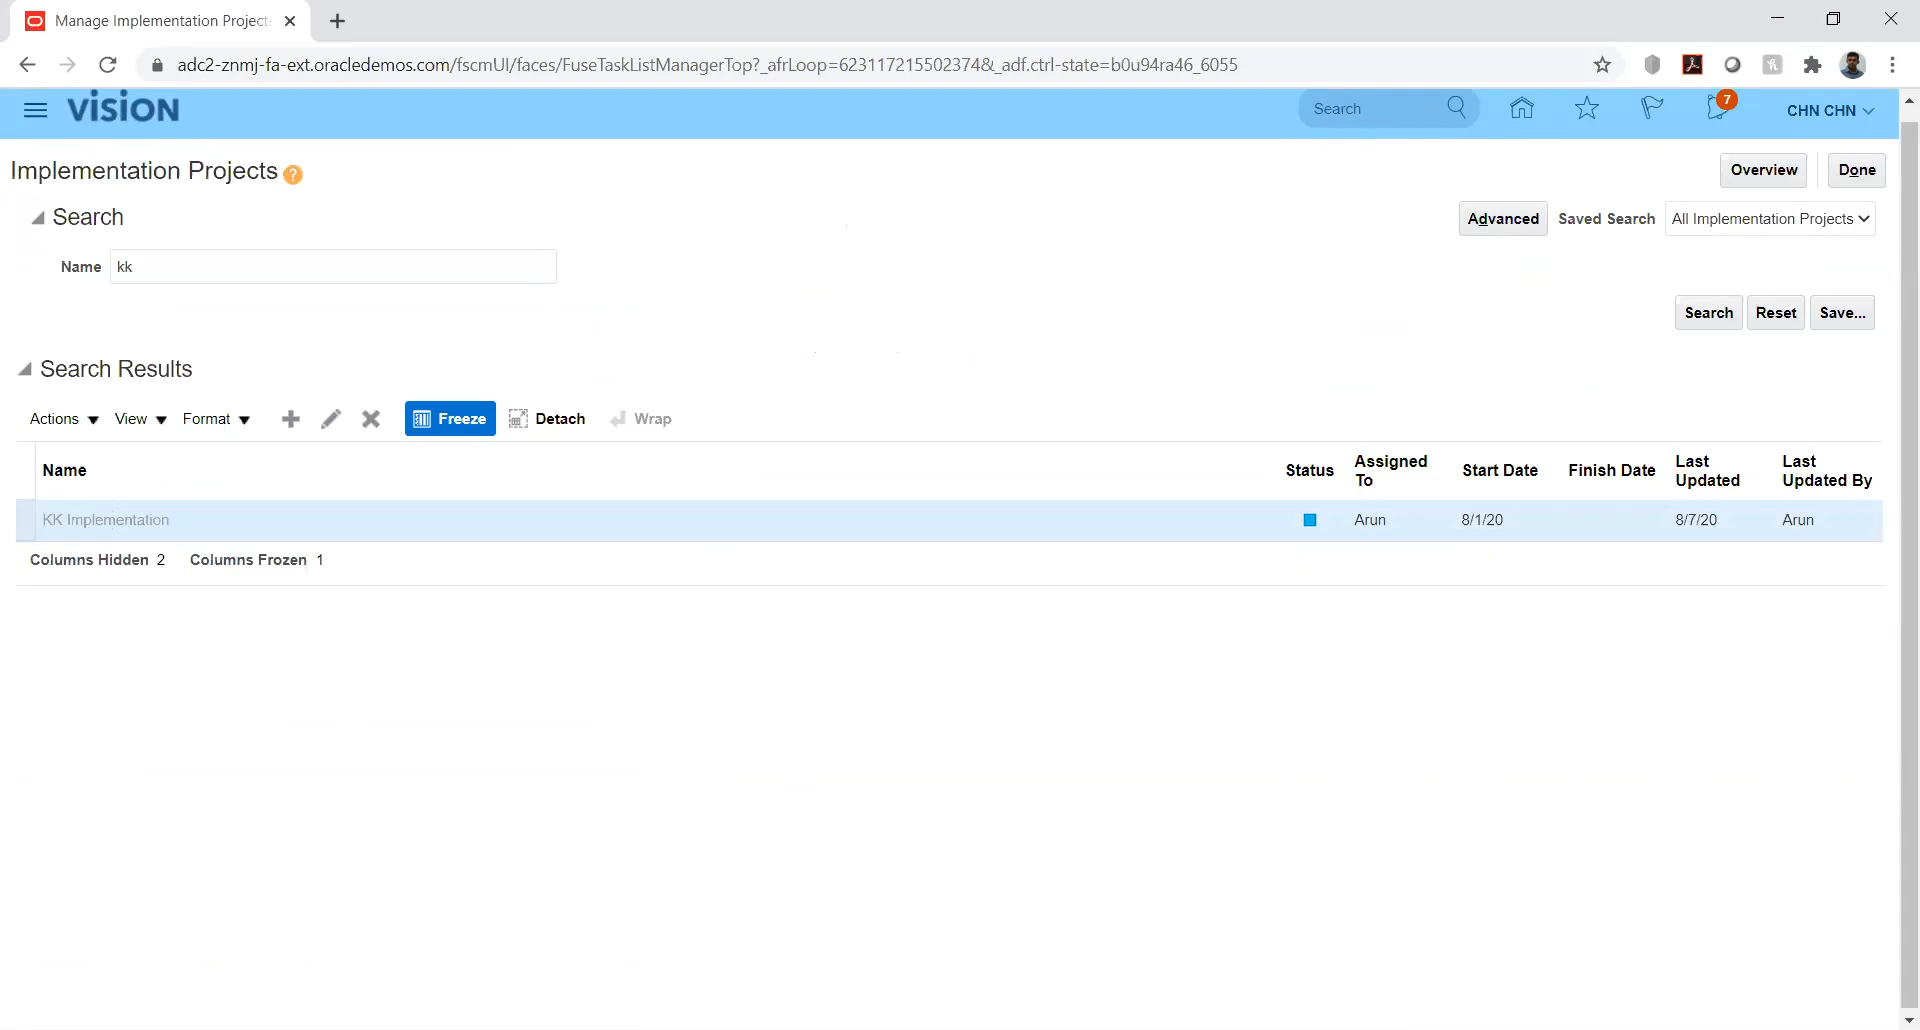 Manage Implementation Project
adc2-znmj-fa-ext.oracledemos.com/fscmUI/faces/FuseTaskListManagerTop?_afrLoop=62311721550237&_adf.ctrl-state=b0u94ra46_6055
VISION
Search
7
CHN CHN
Implementation Projects ?
Overview
Done
Search
Advanced
Saved Search
All Implementation Projects
Name
kk
Search
Reset
Save...
Search Results
Actions
View
Format
Freeze
Detach
Wrap
Name
Status
Assigned To
Start Date
Finish Date
Last Updated
Last Updated By
KK Implementation
Arun
8/1/20
8/7/20
Arun
Columns Hidden 2
Columns Frozen 1